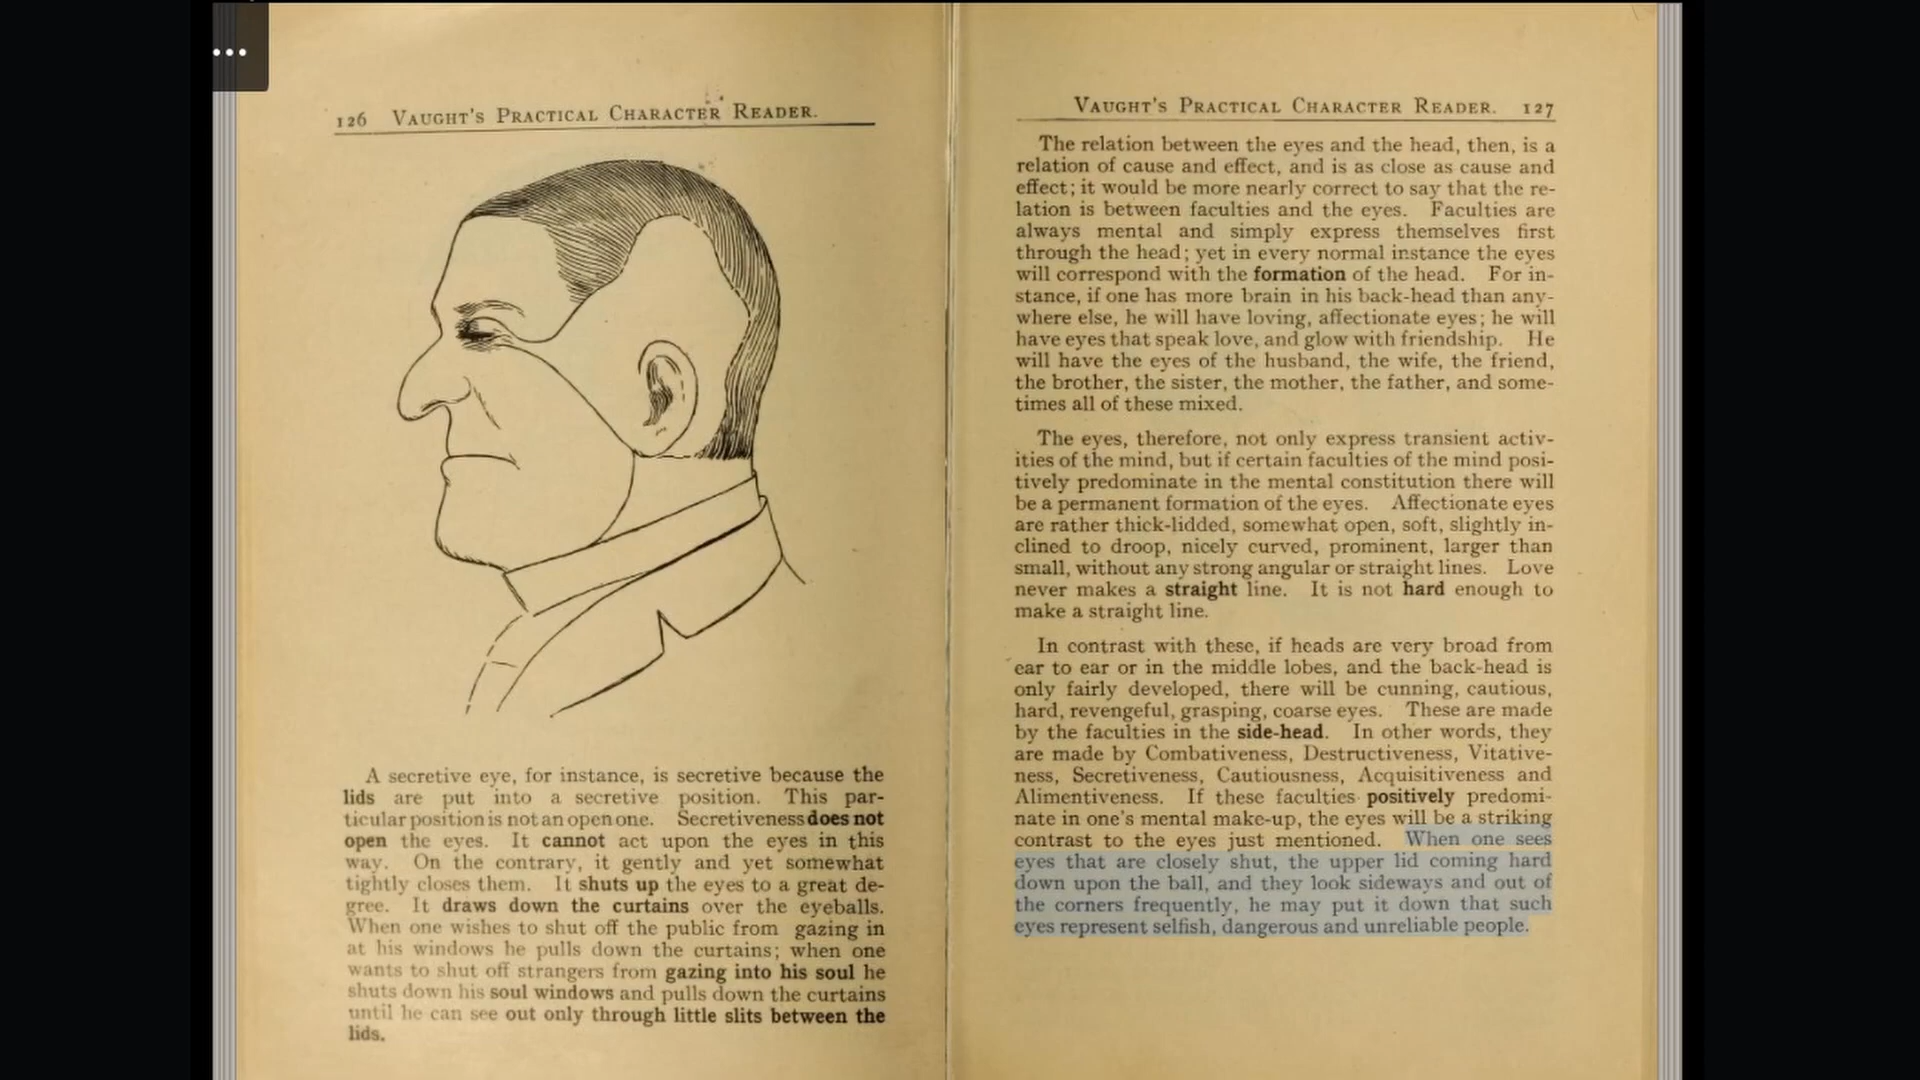 126 VAUGHT'S PRACTICAL CHARACTER READER.
A secretive eye, for instance, is secretive because the
lids are put into a secretive position. This par-
ticular position is not an open one. Secretiveness does not
open the eyes. It cannot act upon the eyes in this
way. On the contrary, it gently and yet somewhat
tightly closes them. It shuts up the eyes to a great de-
gree. It draws down the curtains over the eyeballs.
When one wishes to shut off the public from gazing in
at his windows he pulls down the curtains; when one
wants to shut off strangers from gazing into his soul he
shuts down his soul windows and pulls down the curtains
until he can see out only through little slits between the
lids.
VAUGHT'S PRACTICAL CHARACTER READER. 127
The relation between the eyes and the head, then, is a
relation of cause and effect, and is as close as cause and
effect; it would be more nearly correct to say that the re-
lation is between faculties and the eyes. Faculties are
always mental and simply express themselves first
through the head; yet in every normal instance the eyes
will correspond with the formation of the head. For in-
stance, if one has more brain in his back-head than any-
where else, he will have loving, affectionate eyes; he will
have eyes that speak love, and glow with friendship. He
will have the eyes of the husband, the wife, the friend,
the brother, the sister, the mother, the father, and some-
times all of these mixed.
The eyes, therefore, not only express transient activ-
ities of the mind, but if certain faculties of the mind posi-
tively predominate in the mental constitution there will
be a permanent formation of the eyes. Affectionate eyes
are rather thick-lidded, somewhat open, soft, slightly in-
clined to droop, nicely curved, prominent, larger than
small, without any strong angular or straight lines. Love
never makes a straight line. It is not hard enough to
make a straight line.
In contrast with these, if heads are very broad from
ear to ear or in the middle lobes, and the back-head is
only fairly developed, there will be cunning, cautious,
hard, revengeful, grasping, coarse eyes. These are made
by the faculties in the side-head. In other words, they
are made by Combativeness, Destructiveness, Vitative-
ness, Secretiveness, Cautiousness, Acquisitiveness and
Alimentiveness. If these faculties positively predomi-
nate in one's mental make-up, the eyes will be a striking
contrast to the eyes just mentioned. When one sees
eyes that are closely shut, the upper lid coming hard
down upon the ball, and they look sideways and out of
the corners frequently, he may put it down that such
eyes represent selfish, dangerous and unreliable people.